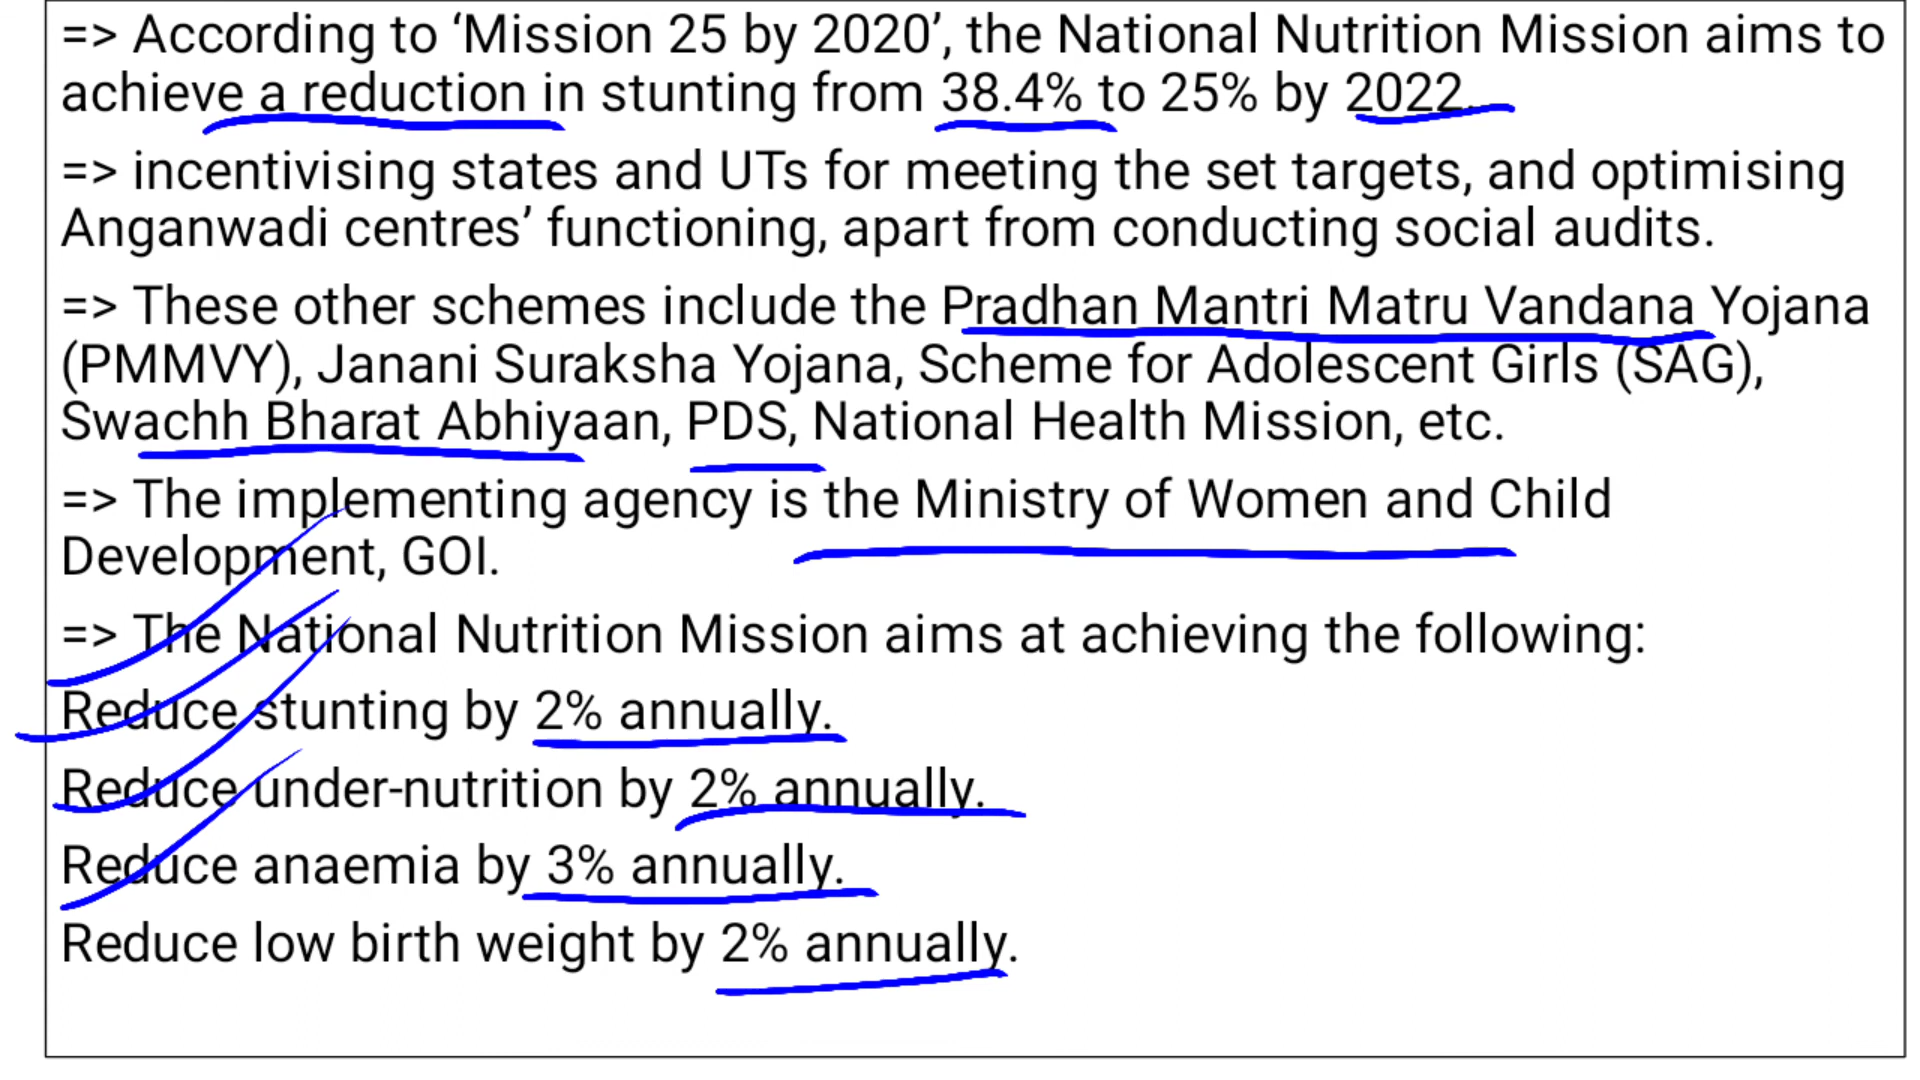 => According to ‘Mission 25 by 2020’, the National Nutrition Mission aims to
achieve a reduction in stunting from 38.4% to 25% by 2022.
=> incentivising states and UTs for meeting the set targets, and optimising
Anganwadi centres’ functioning, apart from conducting social audits.
=> These other schemes include the Pradhan Mantri Matru Vandana Yojana
(PMMVY), Janani Suraksha Yojana, Scheme for Adolescent Girls (SAG),
Swachh Bharat Abhiyaan, PDS, National Health Mission, etc.
=> The implementing agency is the Ministry of Women and Child
Development, GOI.
=> The National Nutrition Mission aims at achieving the following:
Reduce stunting by 2% annually.
Reduce under-nutrition by 2% annually.
Reduce anaemia by 3% annually.
Reduce low birth weight by 2% annually.